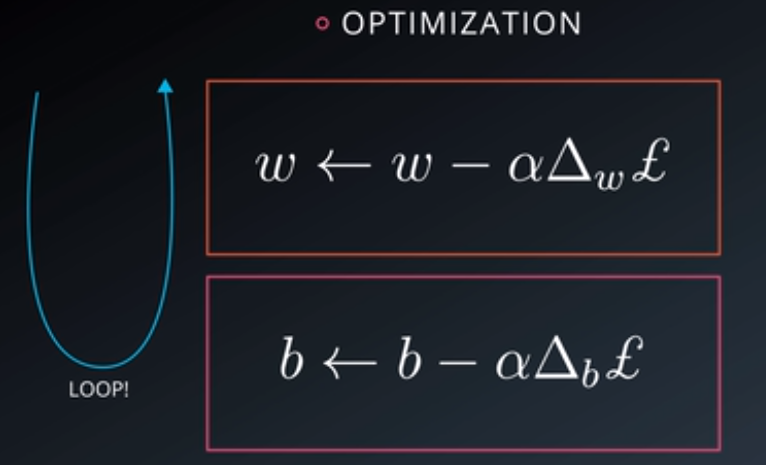 OPTIMIZATION
w ← w − αΔ_w£
b ← b − αΔ_b£
LOOP!